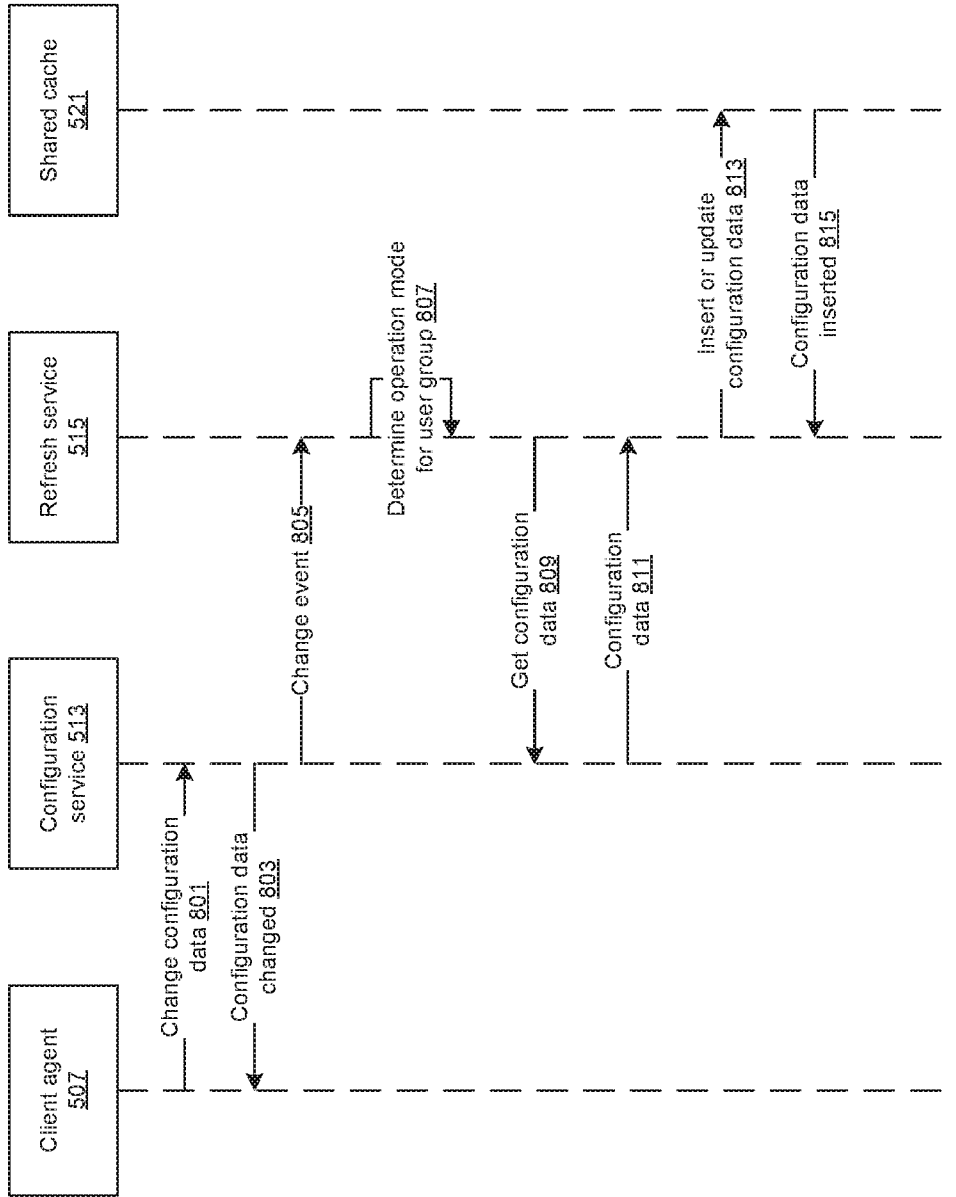 Client agent
507
Configuration
service 513
Refresh service
515
Shared cache
521
Change configuration
data 801
Configuration data
changed 803
Change event 805
Determine operation mode
for user group 807
Get configuration
data 809
Configuration
data 811
Insert or update
configuration data 813
Configuration data
inserted 815